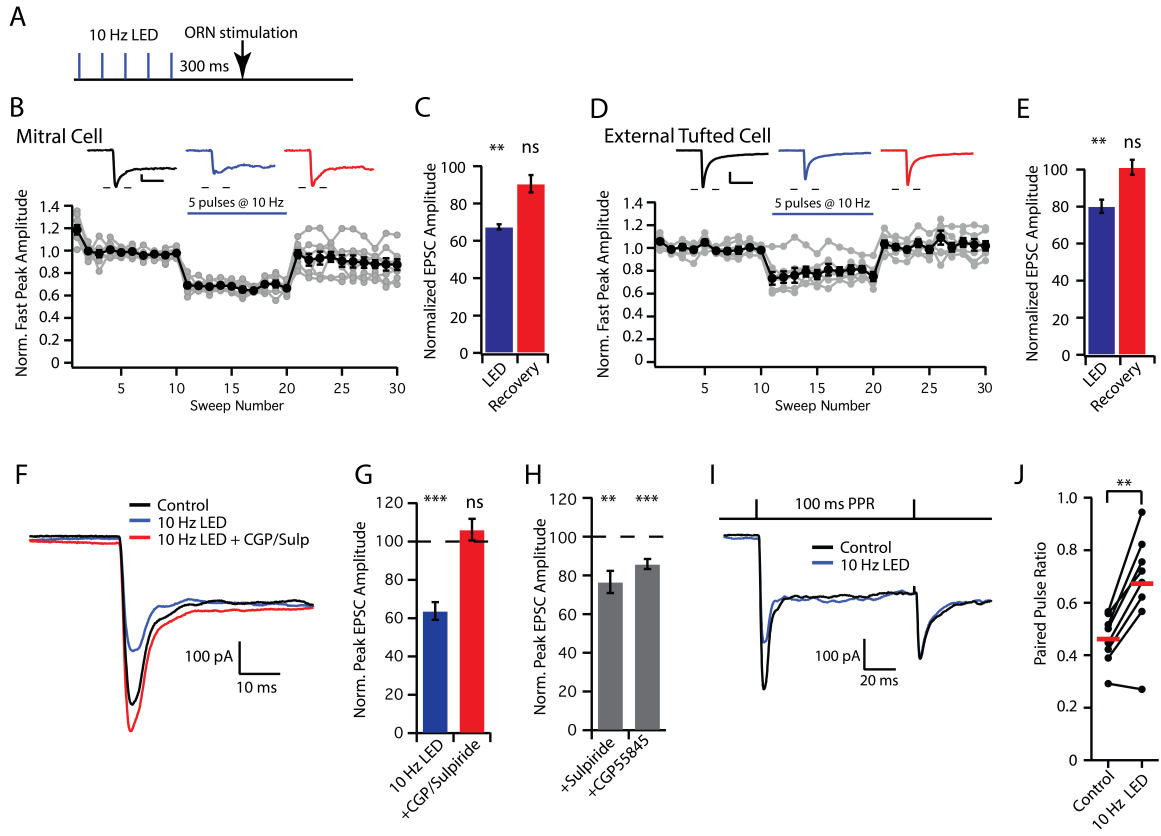 A
10 Hz LED
ORN stimulation
300 ms
B
Mitral Cell
5 pulses @ 10 Hz
Norm. Fast Peak Amplitude
1.4
1.2
1.0
0.8
0.6
0.4
0.2
0
5
10
15
20
25
30
Sweep Number
C
** ns
Normalized EPSC Amplitude
100
80
60
40
20
0
LED
Recovery
D
External Tufted Cell
5 pulses @ 10 Hz
Norm. Fast Peak Amplitude
1.4
1.2
1.0
0.8
0.6
0.4
0.2
0
5
10
15
20
25
30
Sweep Number
E
** ns
Normalized EPSC Amplitude
100
80
60
40
20
0
LED
Recovery
F
Control
10 Hz LED
10 Hz LED + CGP/Sulp
100 pA
10 ms
G
*** ns
Norm. Peak EPSC Amplitude
120
100
80
60
40
20
0
10 Hz LED
+CGP/Sulpiride
H
** ***
Norm. Peak EPSC Amplitude
120
100
80
60
40
20
0
+Sulpiride
+CGP55845
I
100 ms PPR
Control
10 Hz LED
100 pA
20 ms
J
**
Paired Pulse Ratio
1.0
0.8
0.6
0.4
0.2
0
Control
10 Hz LED